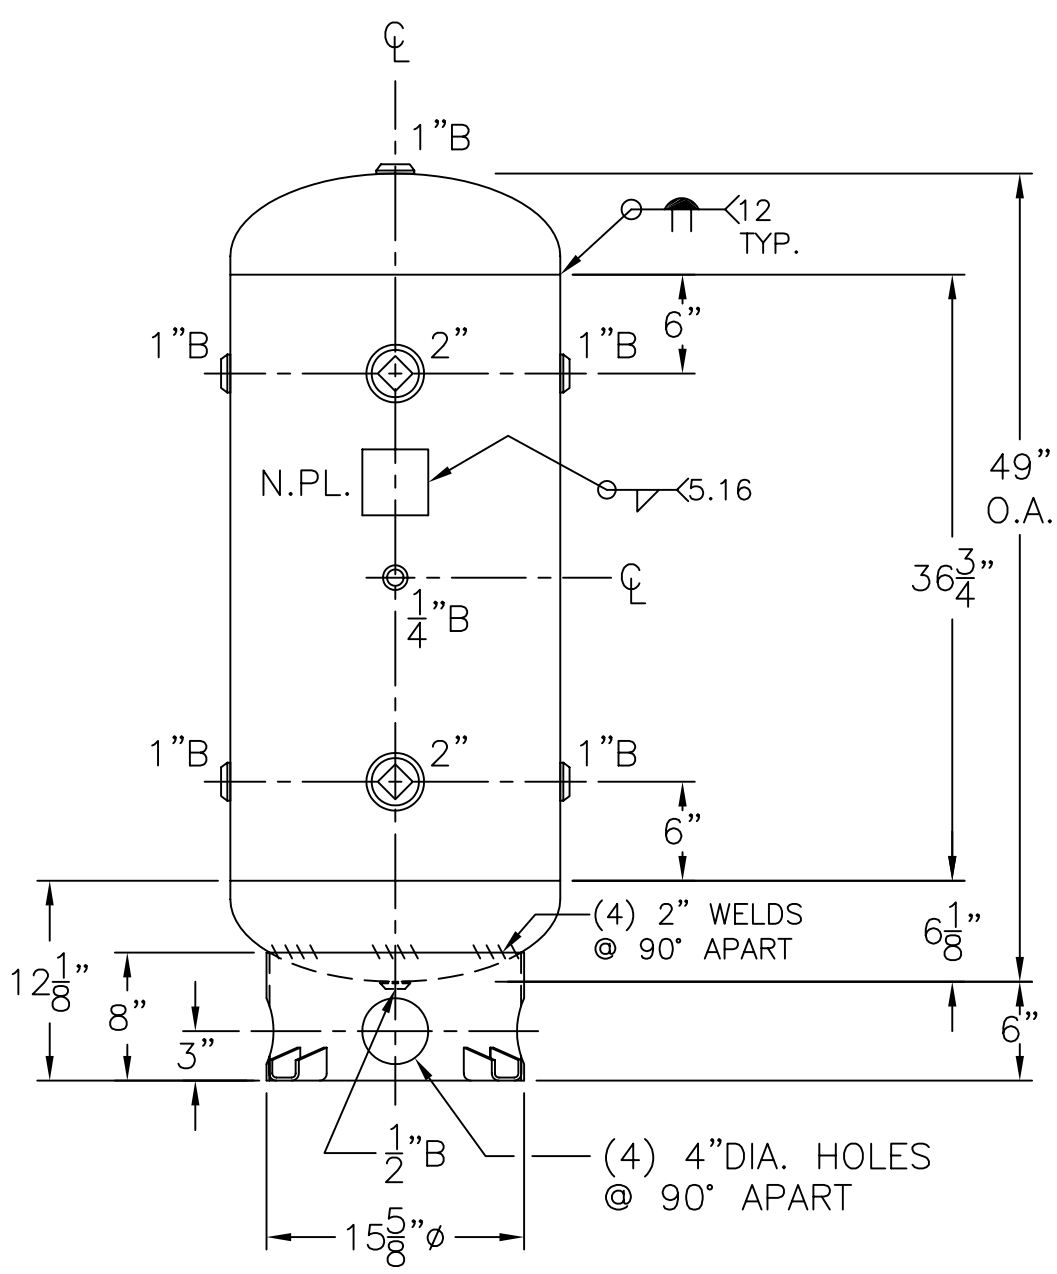 ℄
1”B
12
TYP.
6”
1”B
2”
1”B
49”
O.A.
N.PL.
5.16
36 3/4”
℄
1/4”B
1”B
2”
1”B
6”
(4) 2” WELDS
@ 90° APART
6 1/8”
12 1/8”
8”
3”
6”
1/2”B
(4) 4”DIA. HOLES
@ 90° APART
15 5/8”ø